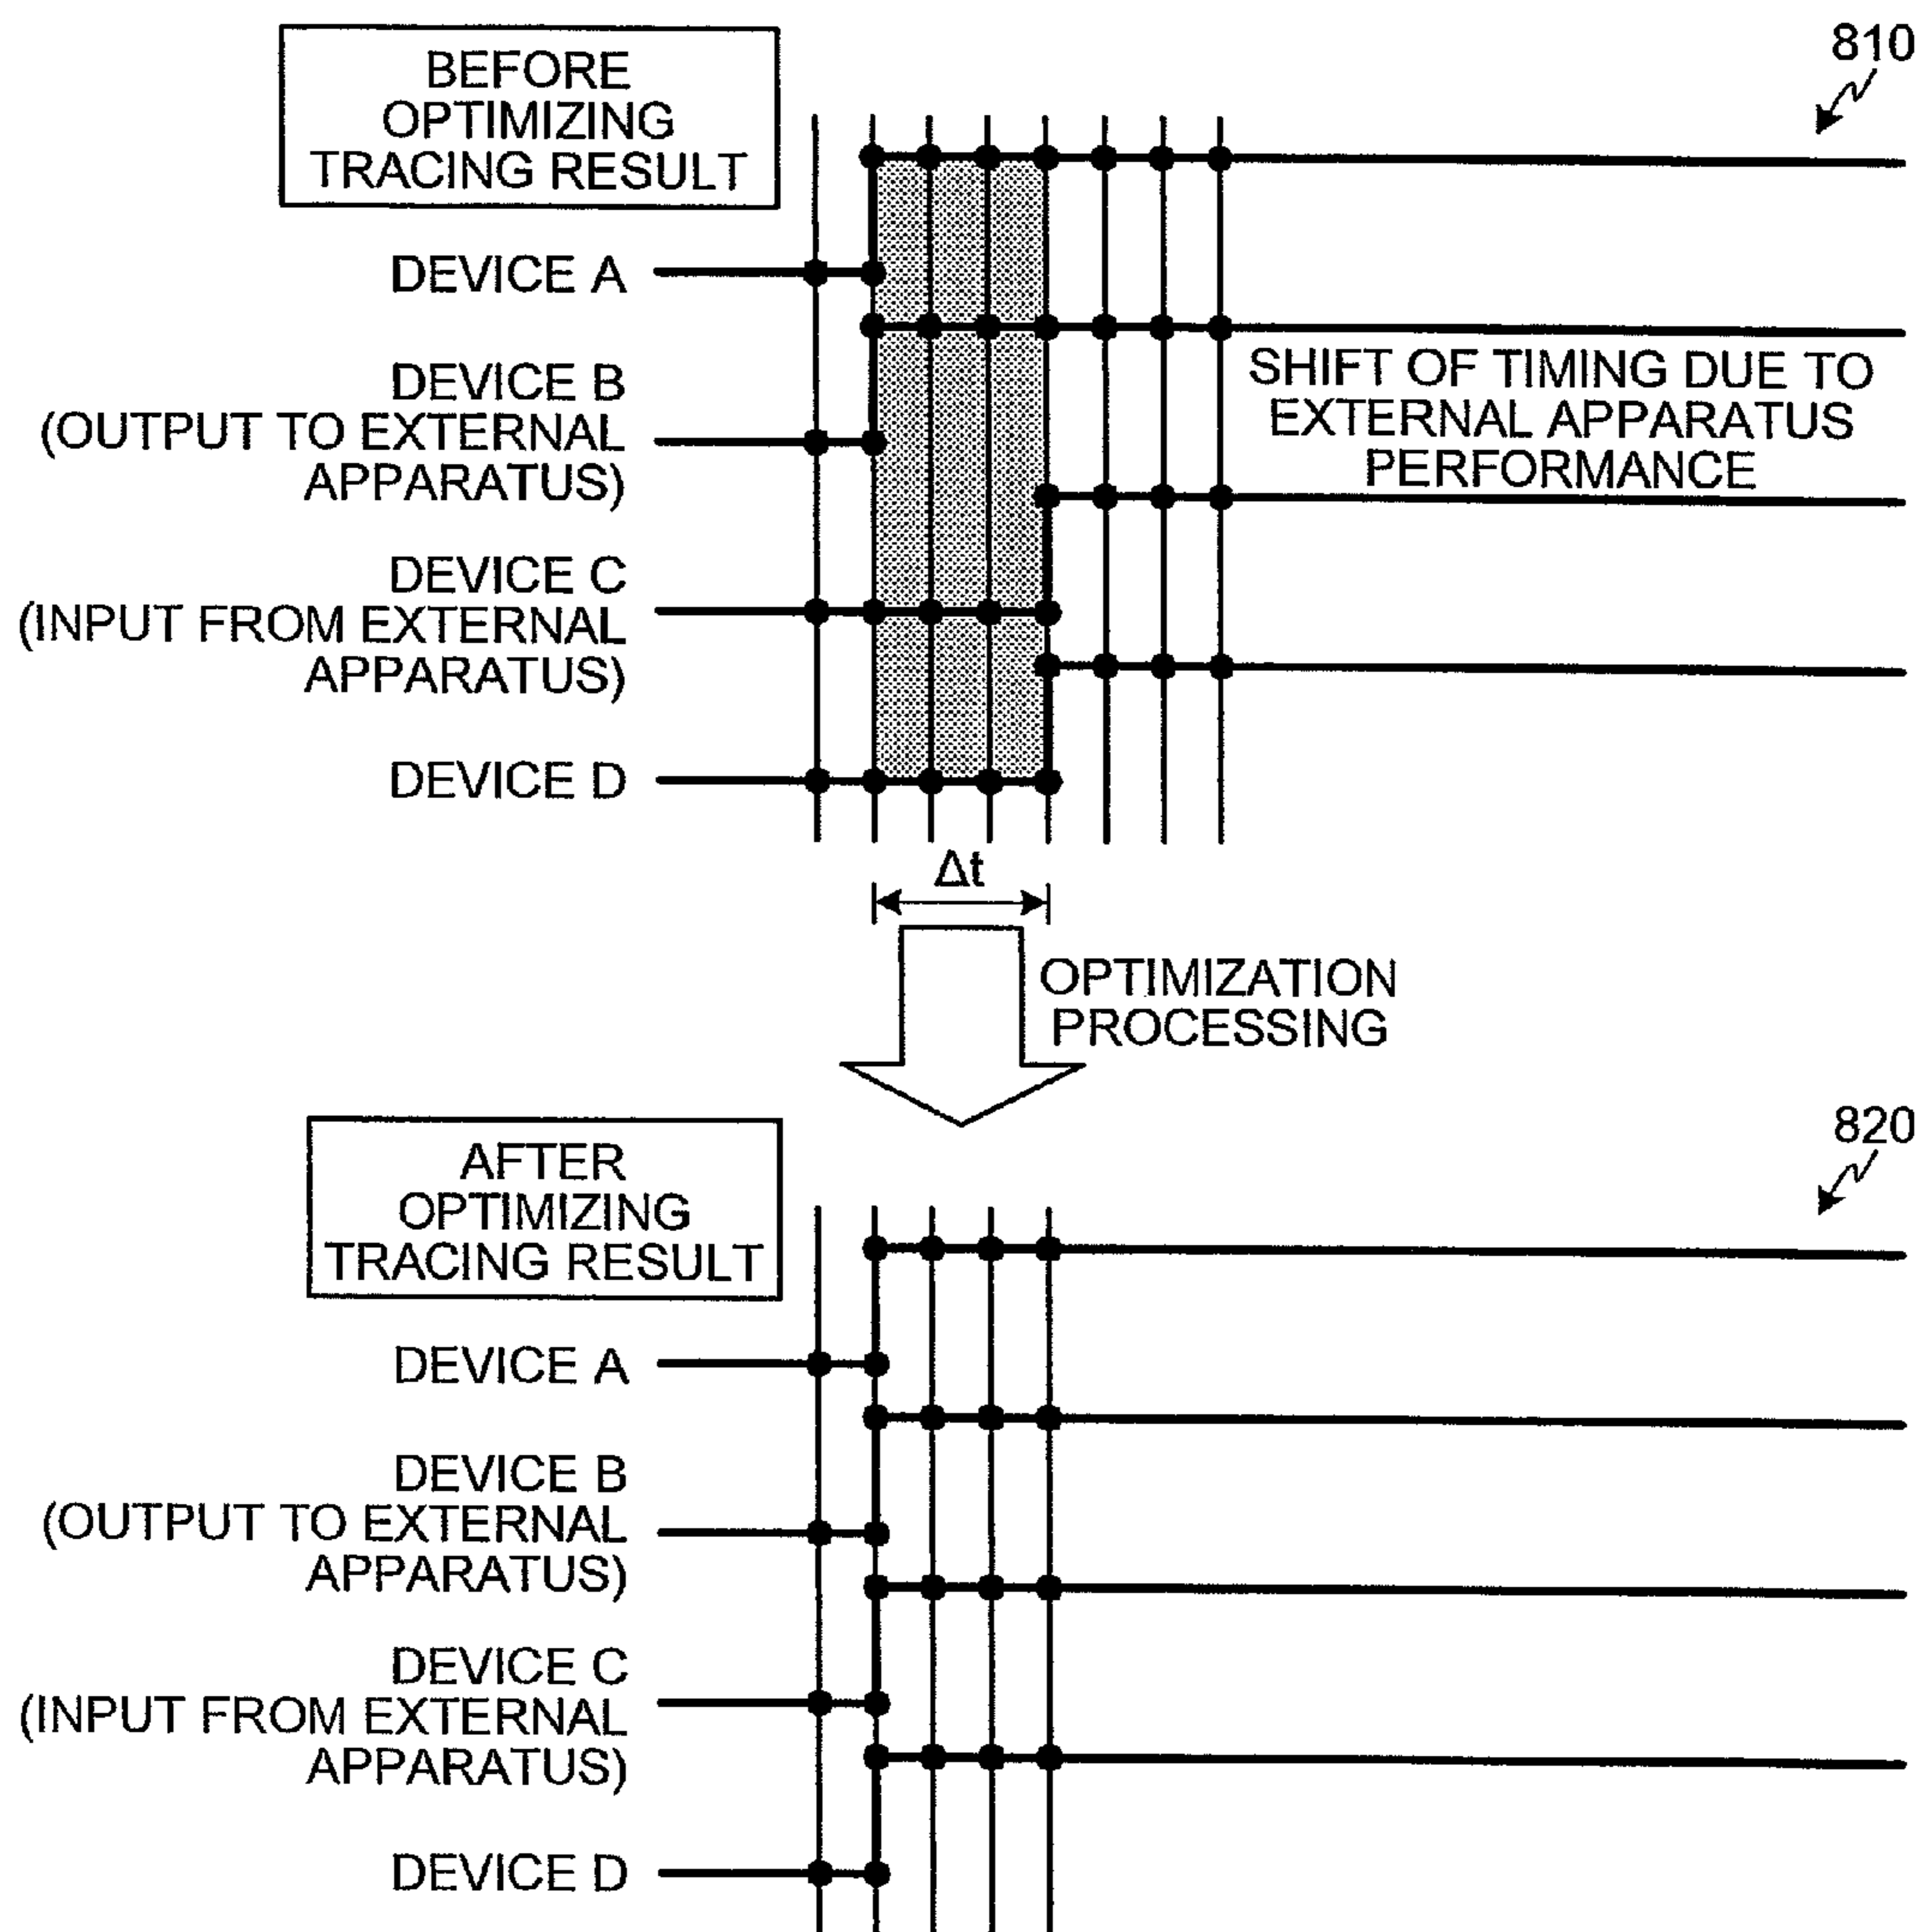 810
BEFORE
OPTIMIZING
TRACING RESULT
DEVICE A
DEVICE B
(OUTPUT TO EXTERNAL
APPARATUS)
SHIFT OF TIMING DUE TO
EXTERNAL APPARATUS
PERFORMANCE
DEVICE C
(INPUT FROM EXTERNAL
APPARATUS)
DEVICE D
Δt
OPTIMIZATION
PROCESSING
820
AFTER
OPTIMIZING
TRACING RESULT
DEVICE A
DEVICE B
(OUTPUT TO EXTERNAL
APPARATUS)
DEVICE C
(INPUT FROM EXTERNAL
APPARATUS)
DEVICE D